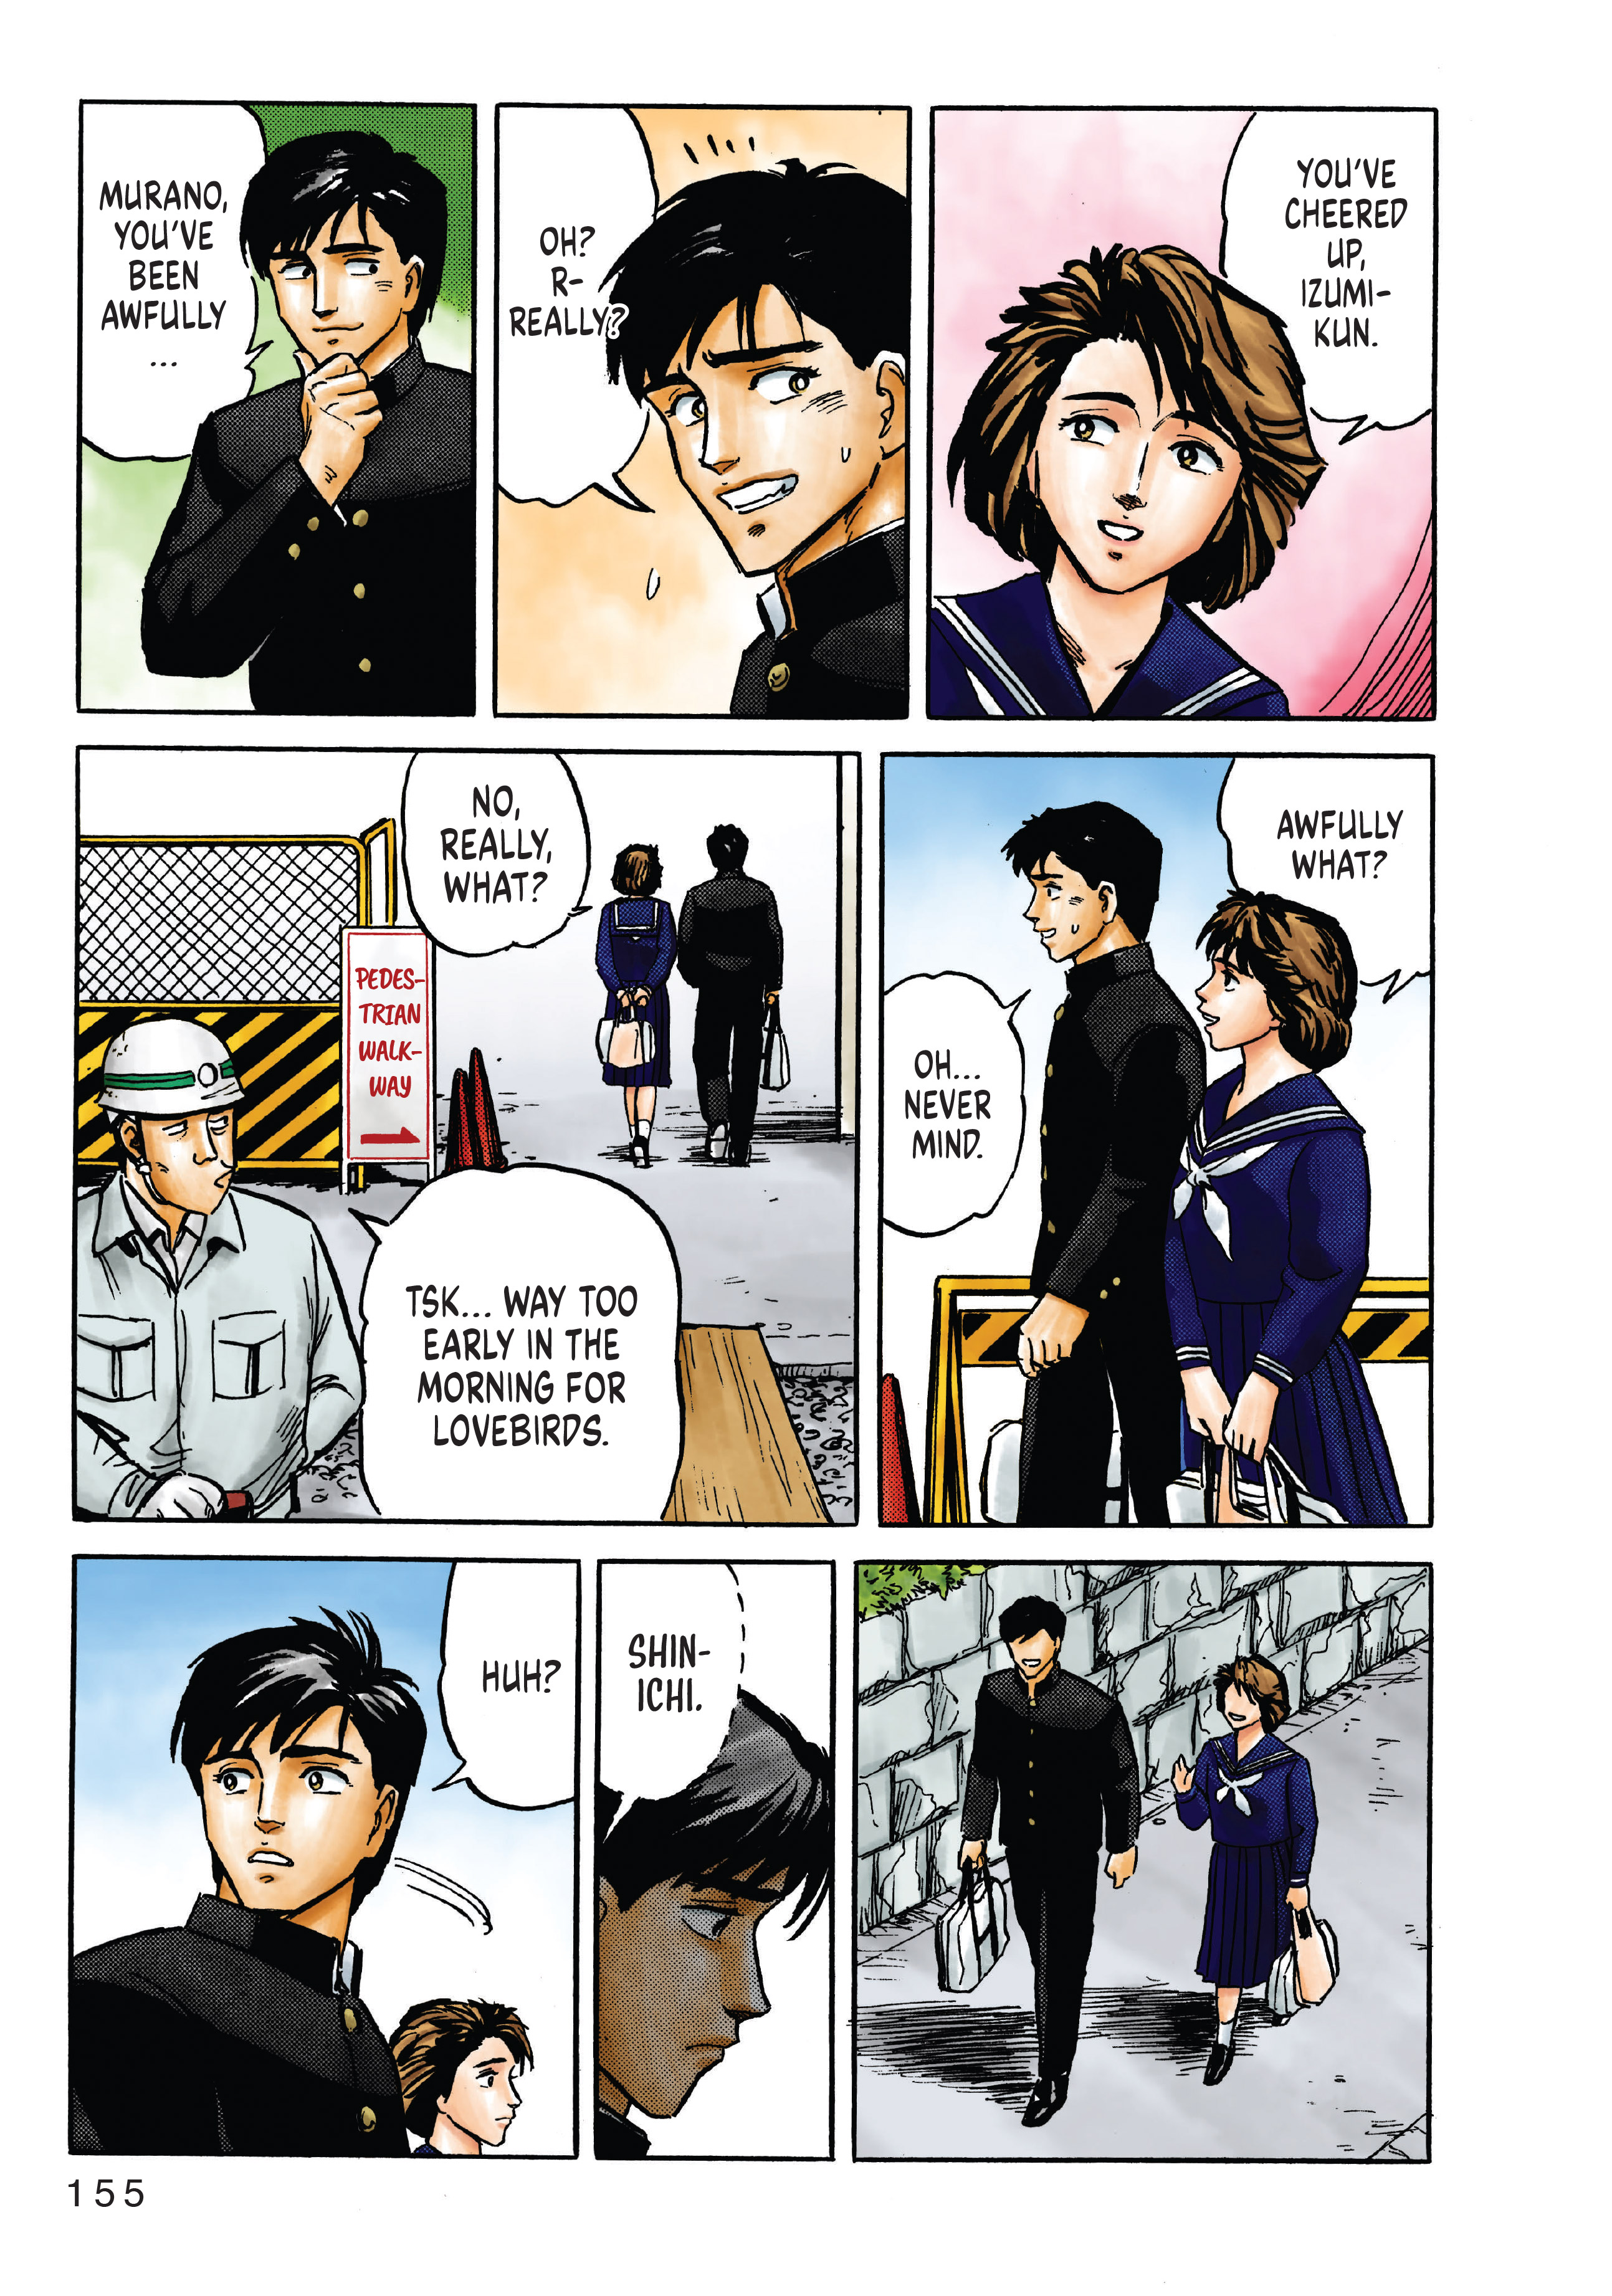 YOU'VE
CHEERED
UP,
IZUMI-
KUN.
OH?
R-
REALLY?
MURANO,
YOU'VE
BEEN
AWFULLY
...
AWFULLY
WHAT?
OH...
NEVER
MIND.
NO,
REALLY,
WHAT?
PEDES-
TRIAN
WALK-
WAY
TSK... WAY TOO
EARLY IN THE
MORNING FOR
LOVEBIRDS.
SHIN-
ICHI.
HUH?
155